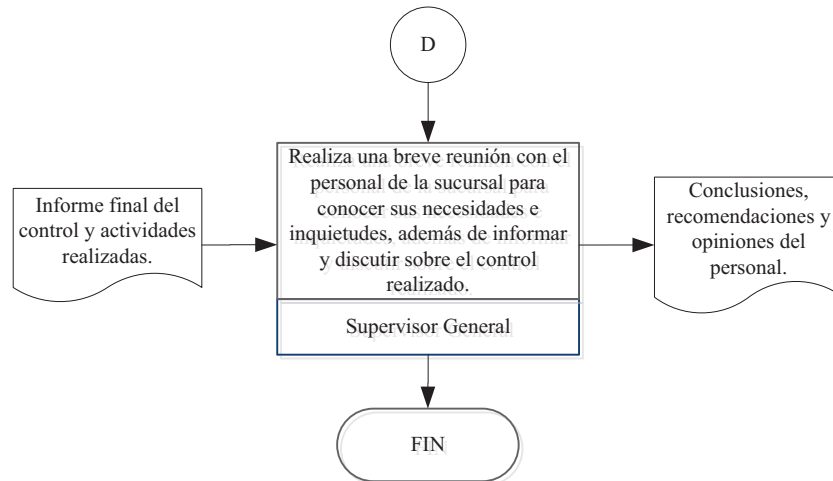 D
Realiza una breve reunión con el
personal de la sucursal para
conocer sus necesidades e
inquietudes, además de informar
y discutir sobre el control
realizado.
Informe final del
control y actividades
realizadas.
Conclusiones,
recomendaciones y
opiniones del
personal.
Supervisor General
FIN